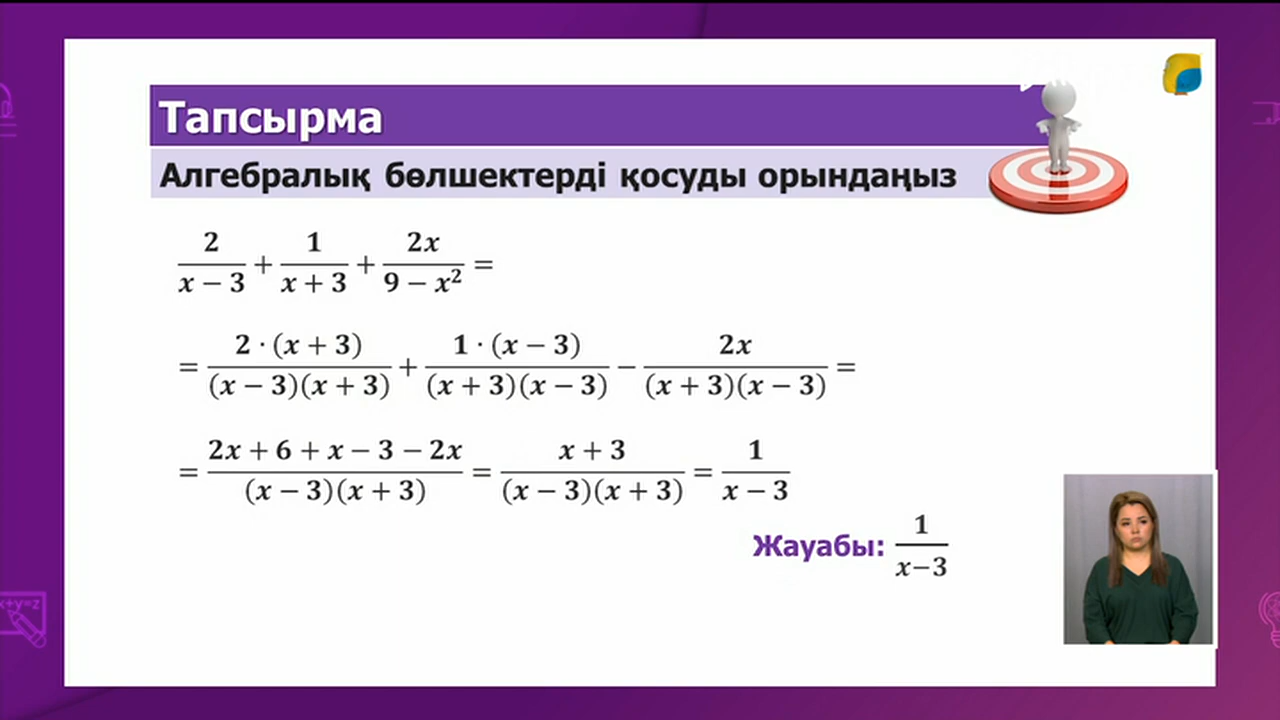 Тапсырма
Алгебралық бөлшектерді қосуды орындаңыз
2/(x − 3) + 1/(x + 3) + 2x/(9 − x²) =
= 2 · (x + 3)/((x − 3)(x + 3)) + 1 · (x − 3)/((x + 3)(x − 3)) − 2x/((x + 3)(x − 3)) =
= (2x + 6 + x − 3 − 2x)/((x − 3)(x + 3)) = (x + 3)/((x − 3)(x + 3)) = 1/(x − 3)
Жауабы: 1/(x−3)
x+y=z